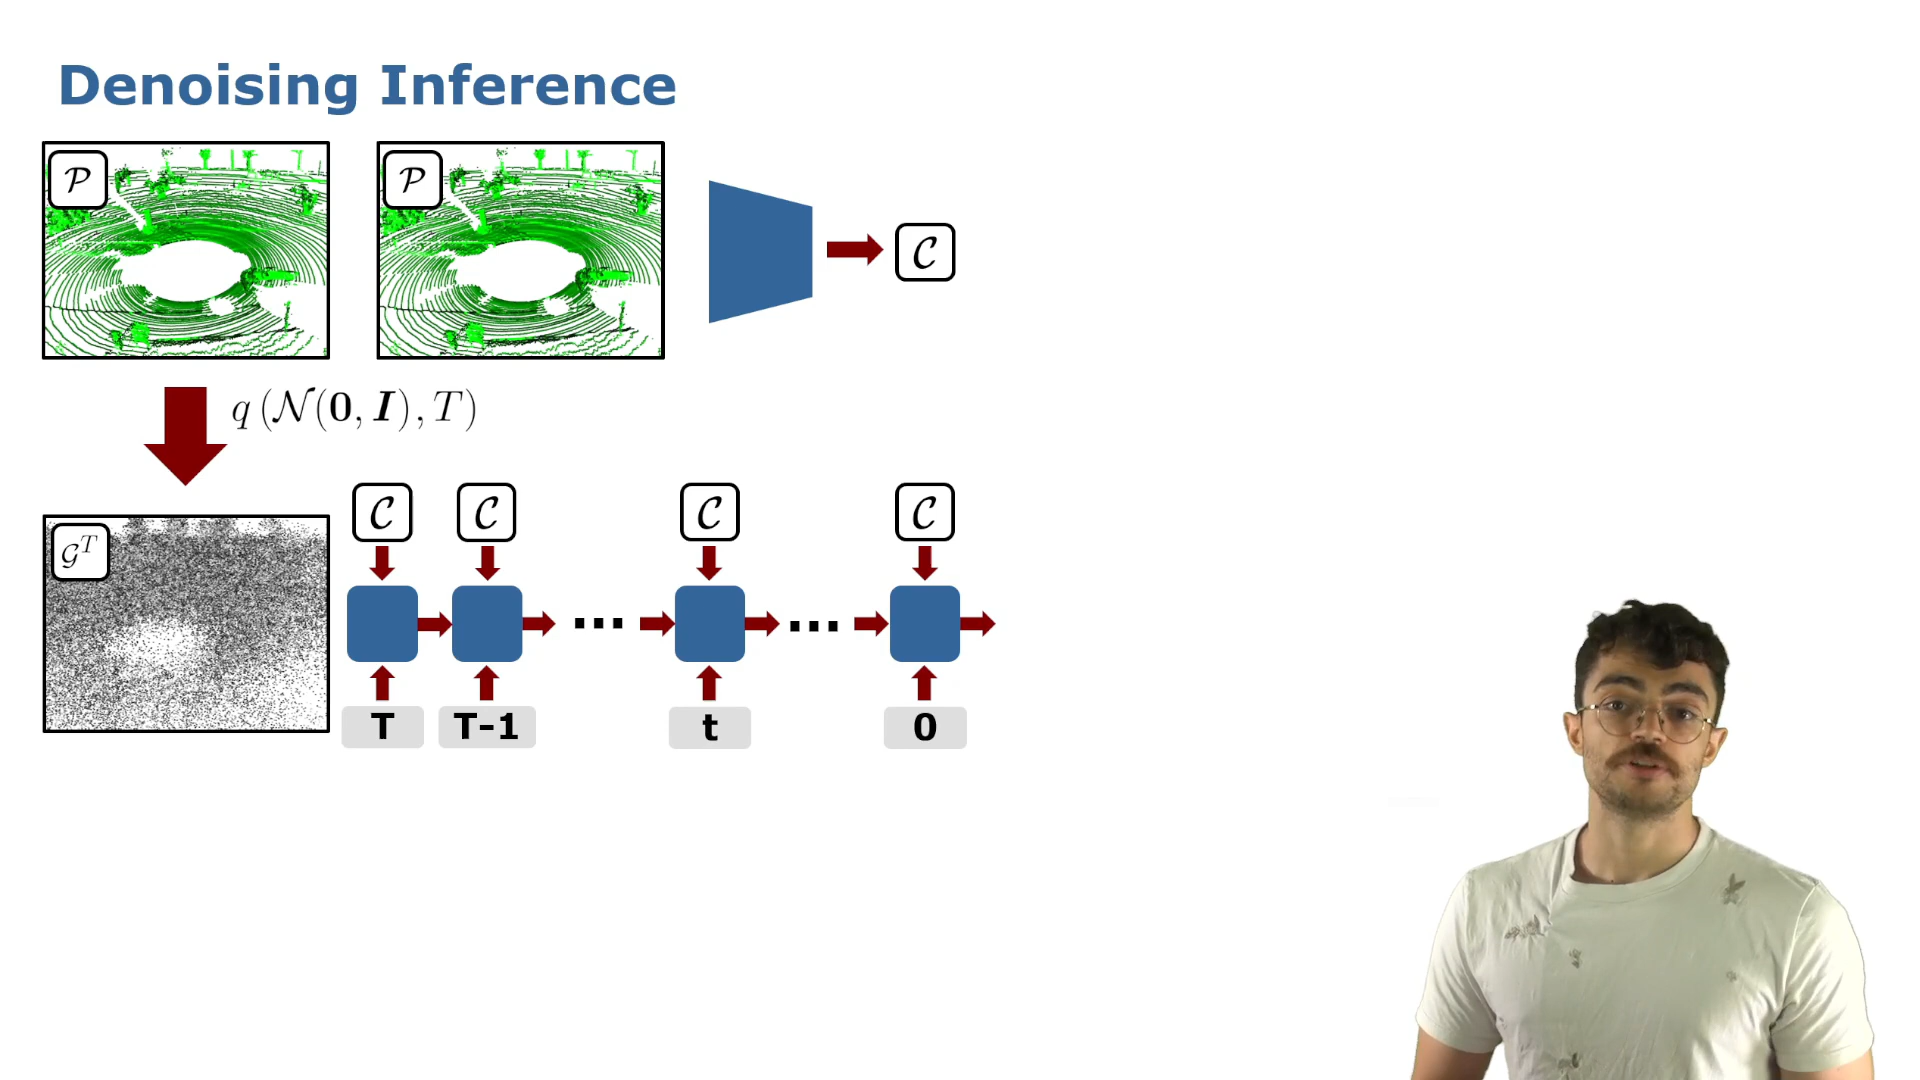 Denoising Inference
𝒫 𝒫
𝒞
q (𝒩(𝟎, 𝑰), T)
𝒞 𝒞 𝒞 𝒞
𝒢^T
... ...
T T-1 t 0